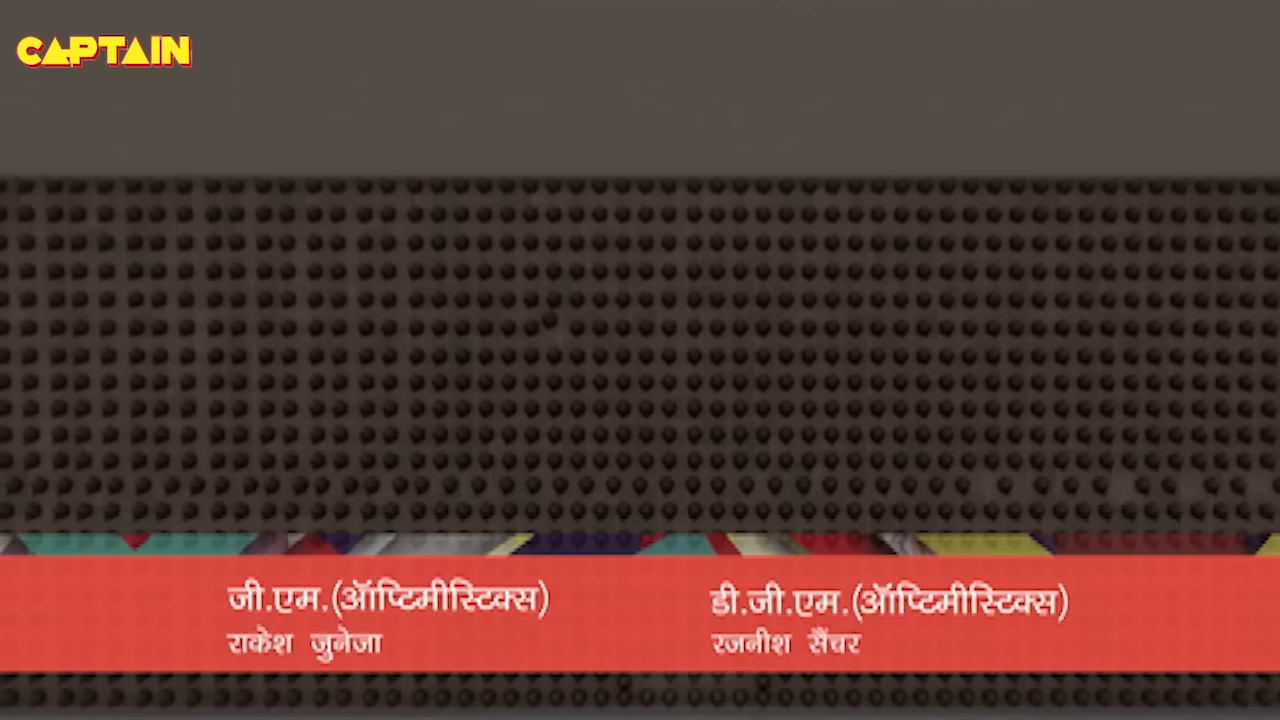 CAPTAIN
जी.एम.(ऑप्टिमीस्टिक्स)
राकेश जुनेजा
डी.जी.एम.(ऑप्टिमीस्टिक्स)
रजनीश सैंचर